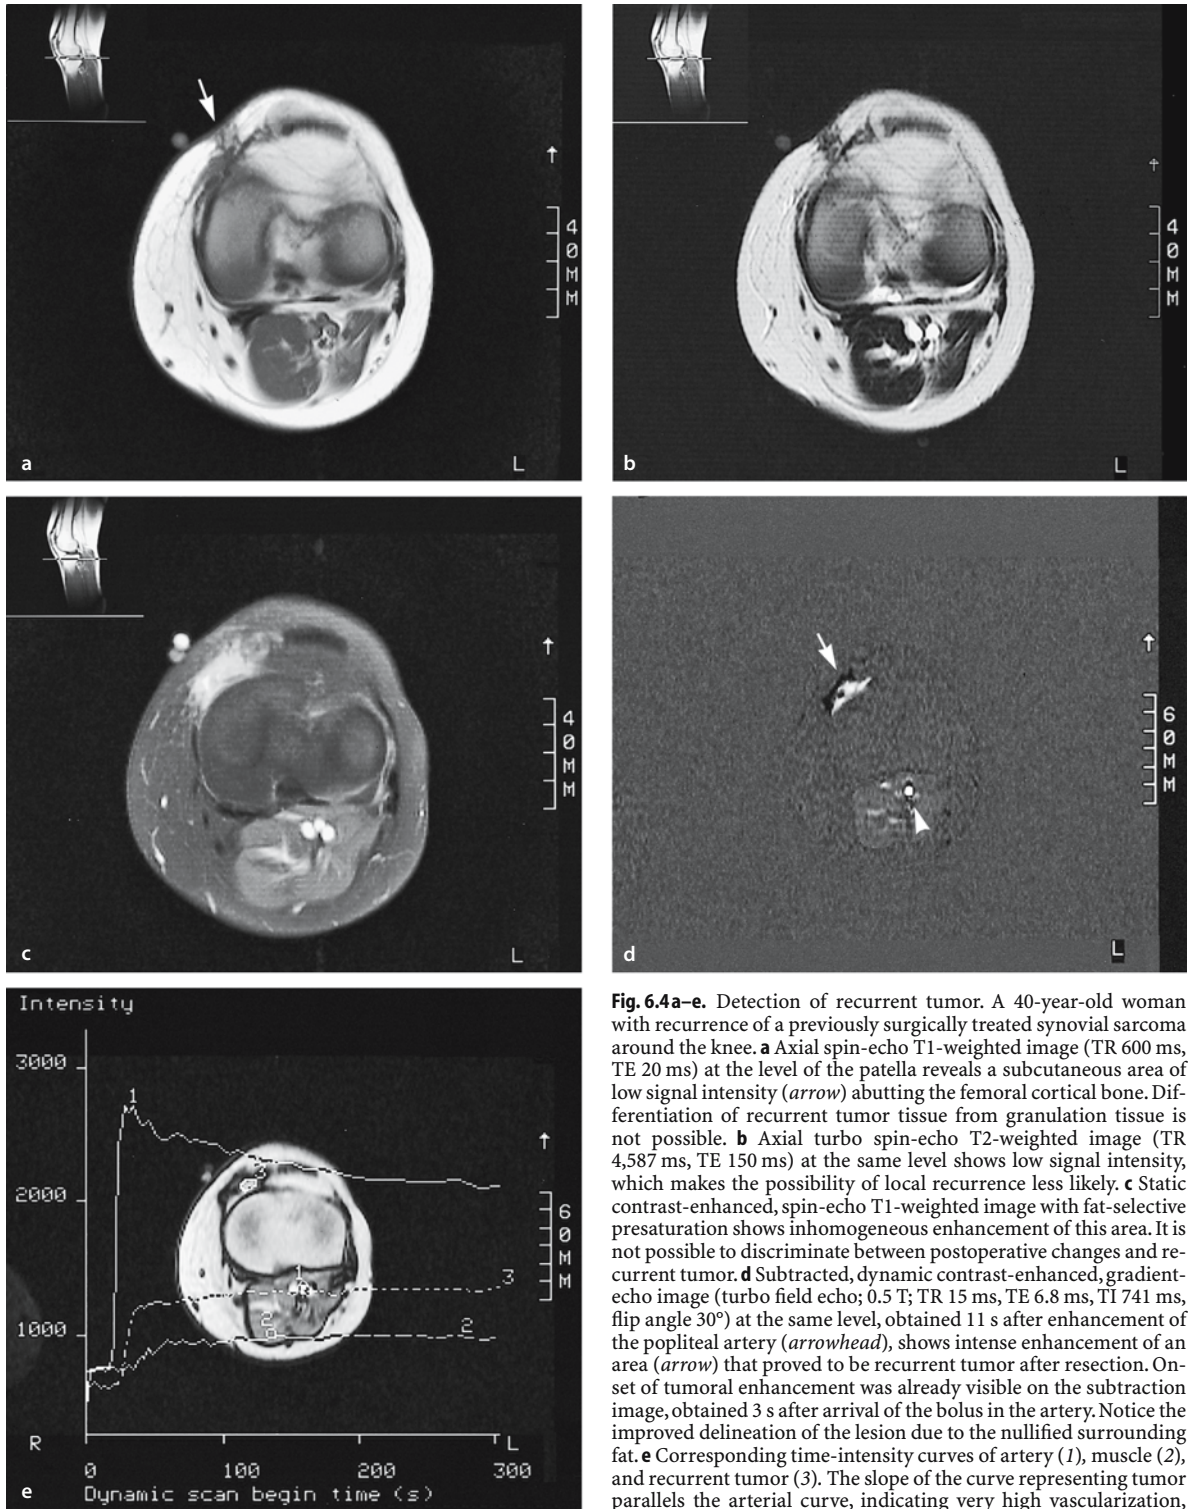 4
0
M
M
a
L
4
0
M
M
b
L
4
0
M
M
c
L
6
0
M
M
d
L
Intensity
3000
1
2000
3
6
0
M
M
1
3
2
2
1000
R
L
0 100 200 300
e
Dynamic scan begin time (s)
Fig. 6.4 a–e. Detection of recurrent tumor. A 40-year-old woman
with recurrence of a previously surgically treated synovial sarcoma
around the knee. a Axial spin-echo T1-weighted image (TR 600 ms,
TE 20 ms) at the level of the patella reveals a subcutaneous area of
low signal intensity (arrow) abutting the femoral cortical bone. Dif-
ferentiation of recurrent tumor tissue from granulation tissue is
not possible. b Axial turbo spin-echo T2-weighted image (TR
4,587 ms, TE 150 ms) at the same level shows low signal intensity,
which makes the possibility of local recurrence less likely. c Static
contrast-enhanced, spin-echo T1-weighted image with fat-selective
presaturation shows inhomogeneous enhancement of this area. It is
not possible to discriminate between postoperative changes and re-
current tumor. d Subtracted, dynamic contrast-enhanced, gradient-
echo image (turbo field echo; 0.5 T; TR 15 ms, TE 6.8 ms, TI 741 ms,
flip angle 30°) at the same level, obtained 11 s after enhancement of
the popliteal artery (arrowhead), shows intense enhancement of an
area (arrow) that proved to be recurrent tumor after resection. On-
set of tumoral enhancement was already visible on the subtraction
image, obtained 3 s after arrival of the bolus in the artery. Notice the
improved delineation of the lesion due to the nullified surrounding
fat. e Corresponding time-intensity curves of artery (1), muscle (2),
and recurrent tumor (3). The slope of the curve representing tumor
parallels the arterial curve, indicating very high vascularization,